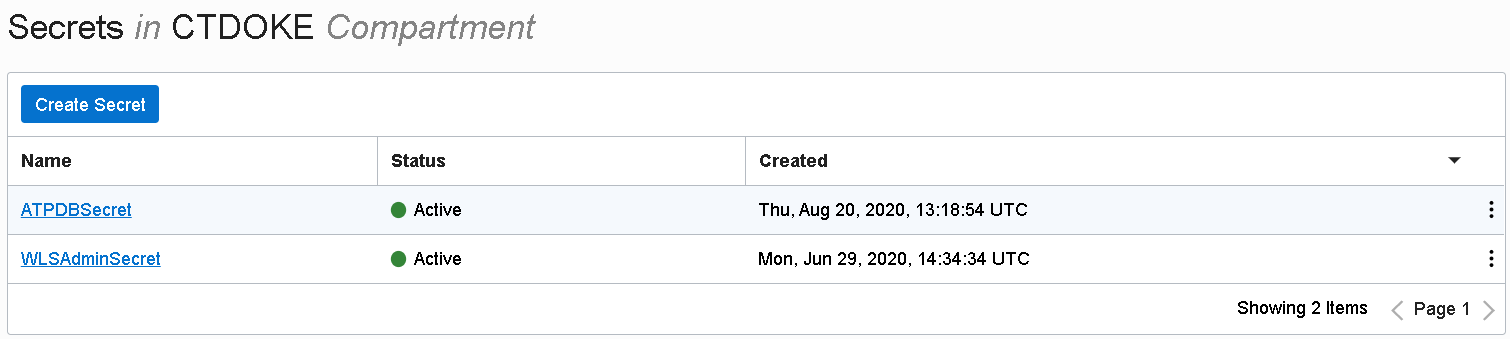 Secrets in CTDOKE Compartment
Create Secret
Name Status Created
ATPDBSecret Active Thu, Aug 20, 2020, 13:18:54 UTC
WLSAdminSecret Active Mon, Jun 29, 2020, 14:34:34 UTC
Showing 2 Items Page 1